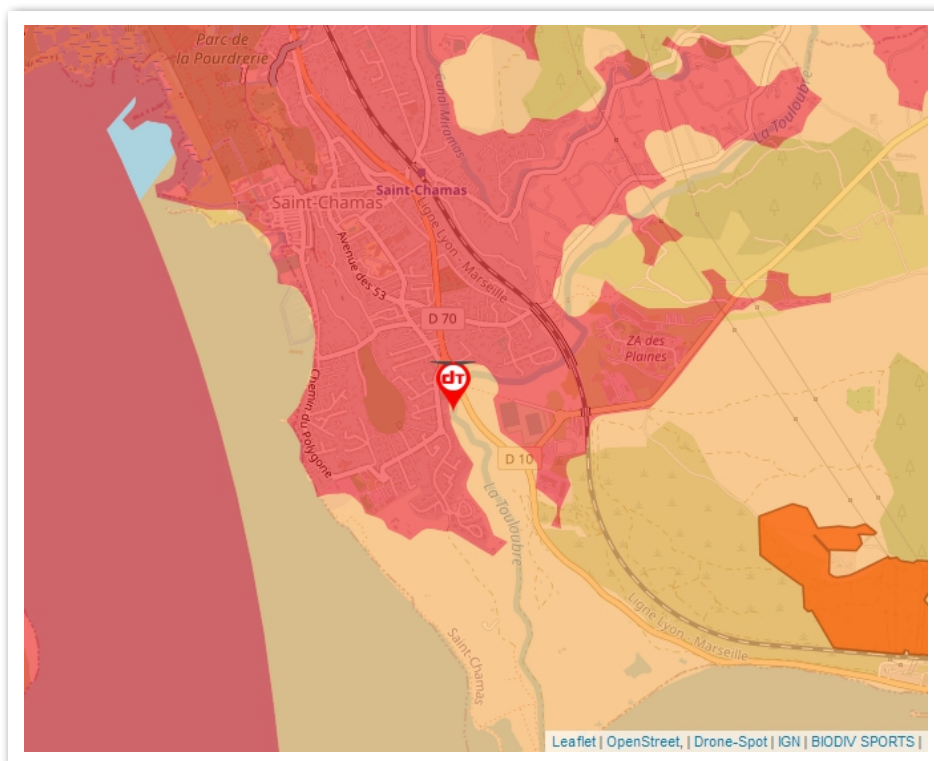 Parc de
la Pourdrerie
Canal Miramas
La Touloubre
Saint-Chamas
Saint-Chamas
Ligne Lyon - Marseille
Avenue des 53
D 70
ZA des
Plaines
dT
Chemin du Polygone
D 10
La Touloubre
Ligne Lyon - Marseille
Saint-Chamas
Leaflet | OpenStreet, | Drone-Spot | IGN | BIODIV SPORTS |